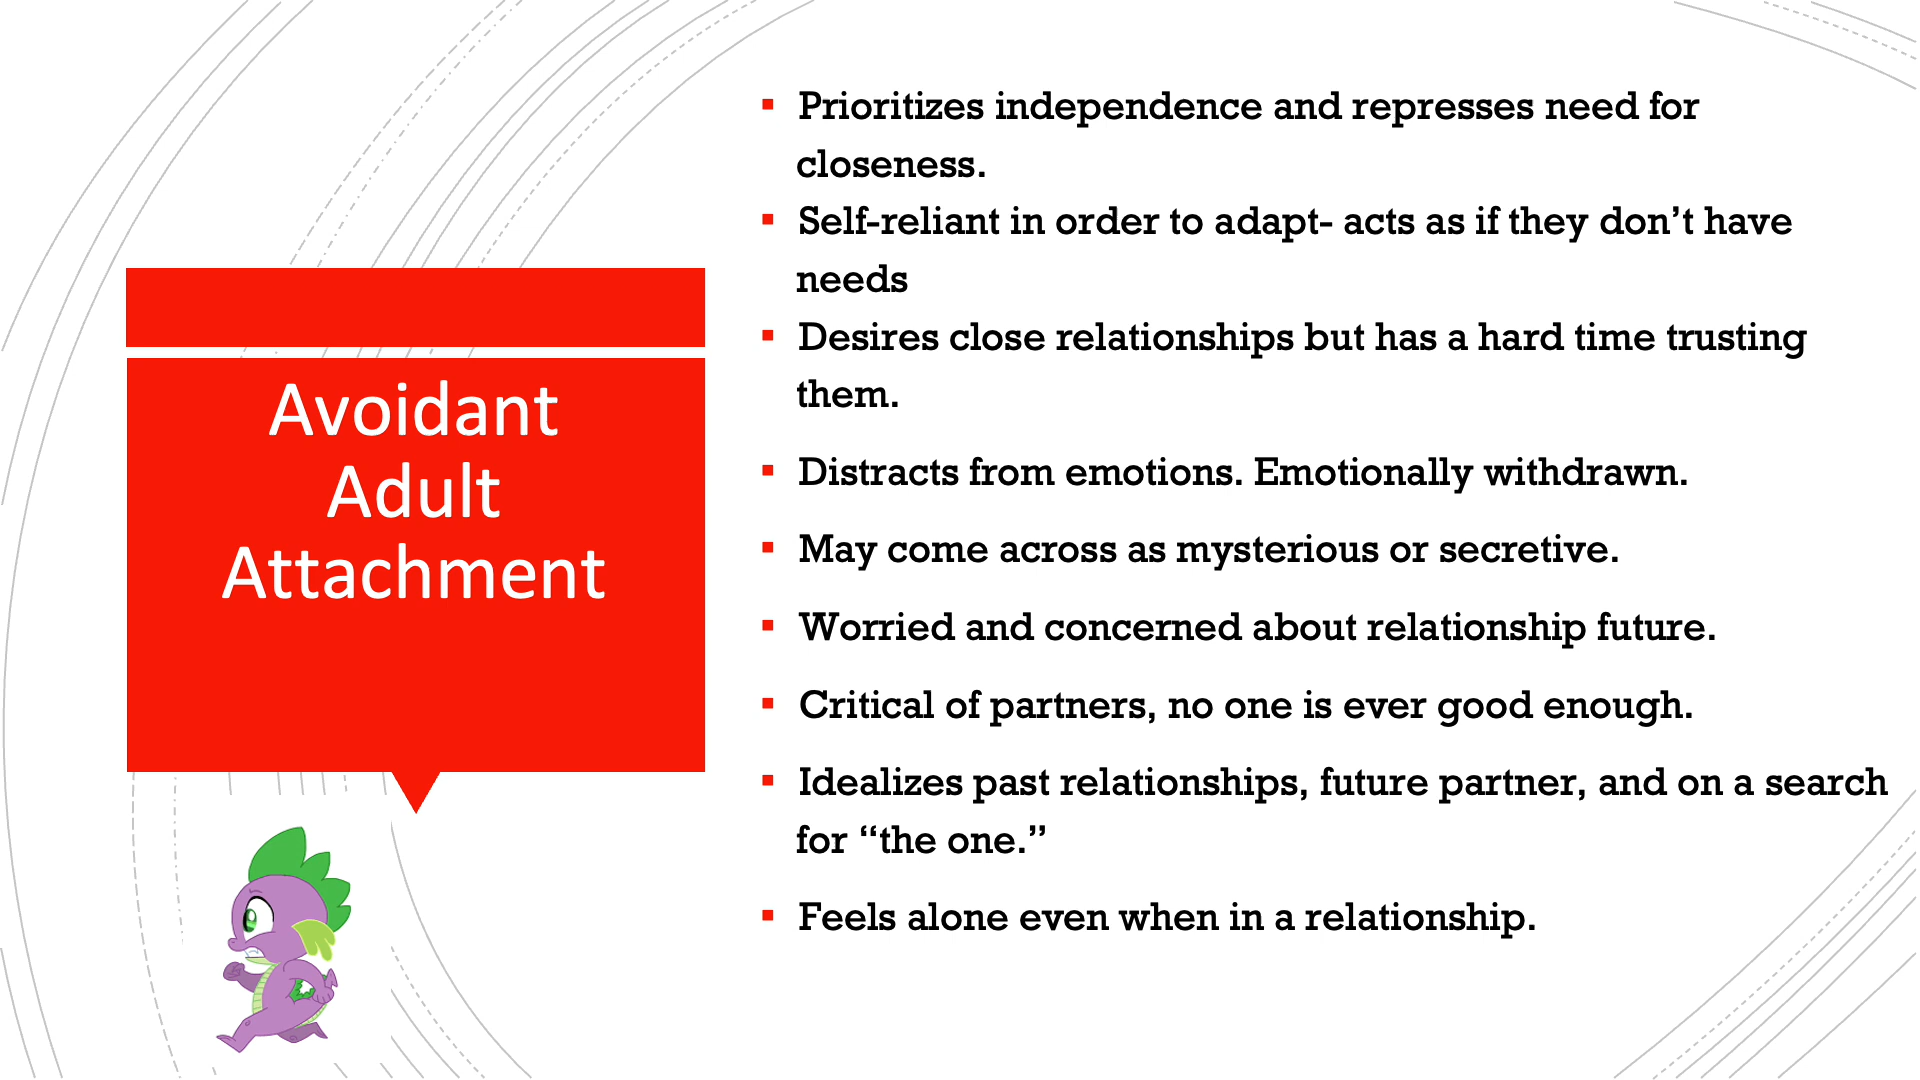 Avoidant
Adult
Attachment
▪ Prioritizes independence and represses need for
closeness.
▪ Self-reliant in order to adapt- acts as if they don’t have
needs
▪ Desires close relationships but has a hard time trusting
them.
▪ Distracts from emotions. Emotionally withdrawn.
▪ May come across as mysterious or secretive.
▪ Worried and concerned about relationship future.
▪ Critical of partners, no one is ever good enough.
▪ Idealizes past relationships, future partner, and on a search
for “the one.”
▪ Feels alone even when in a relationship.